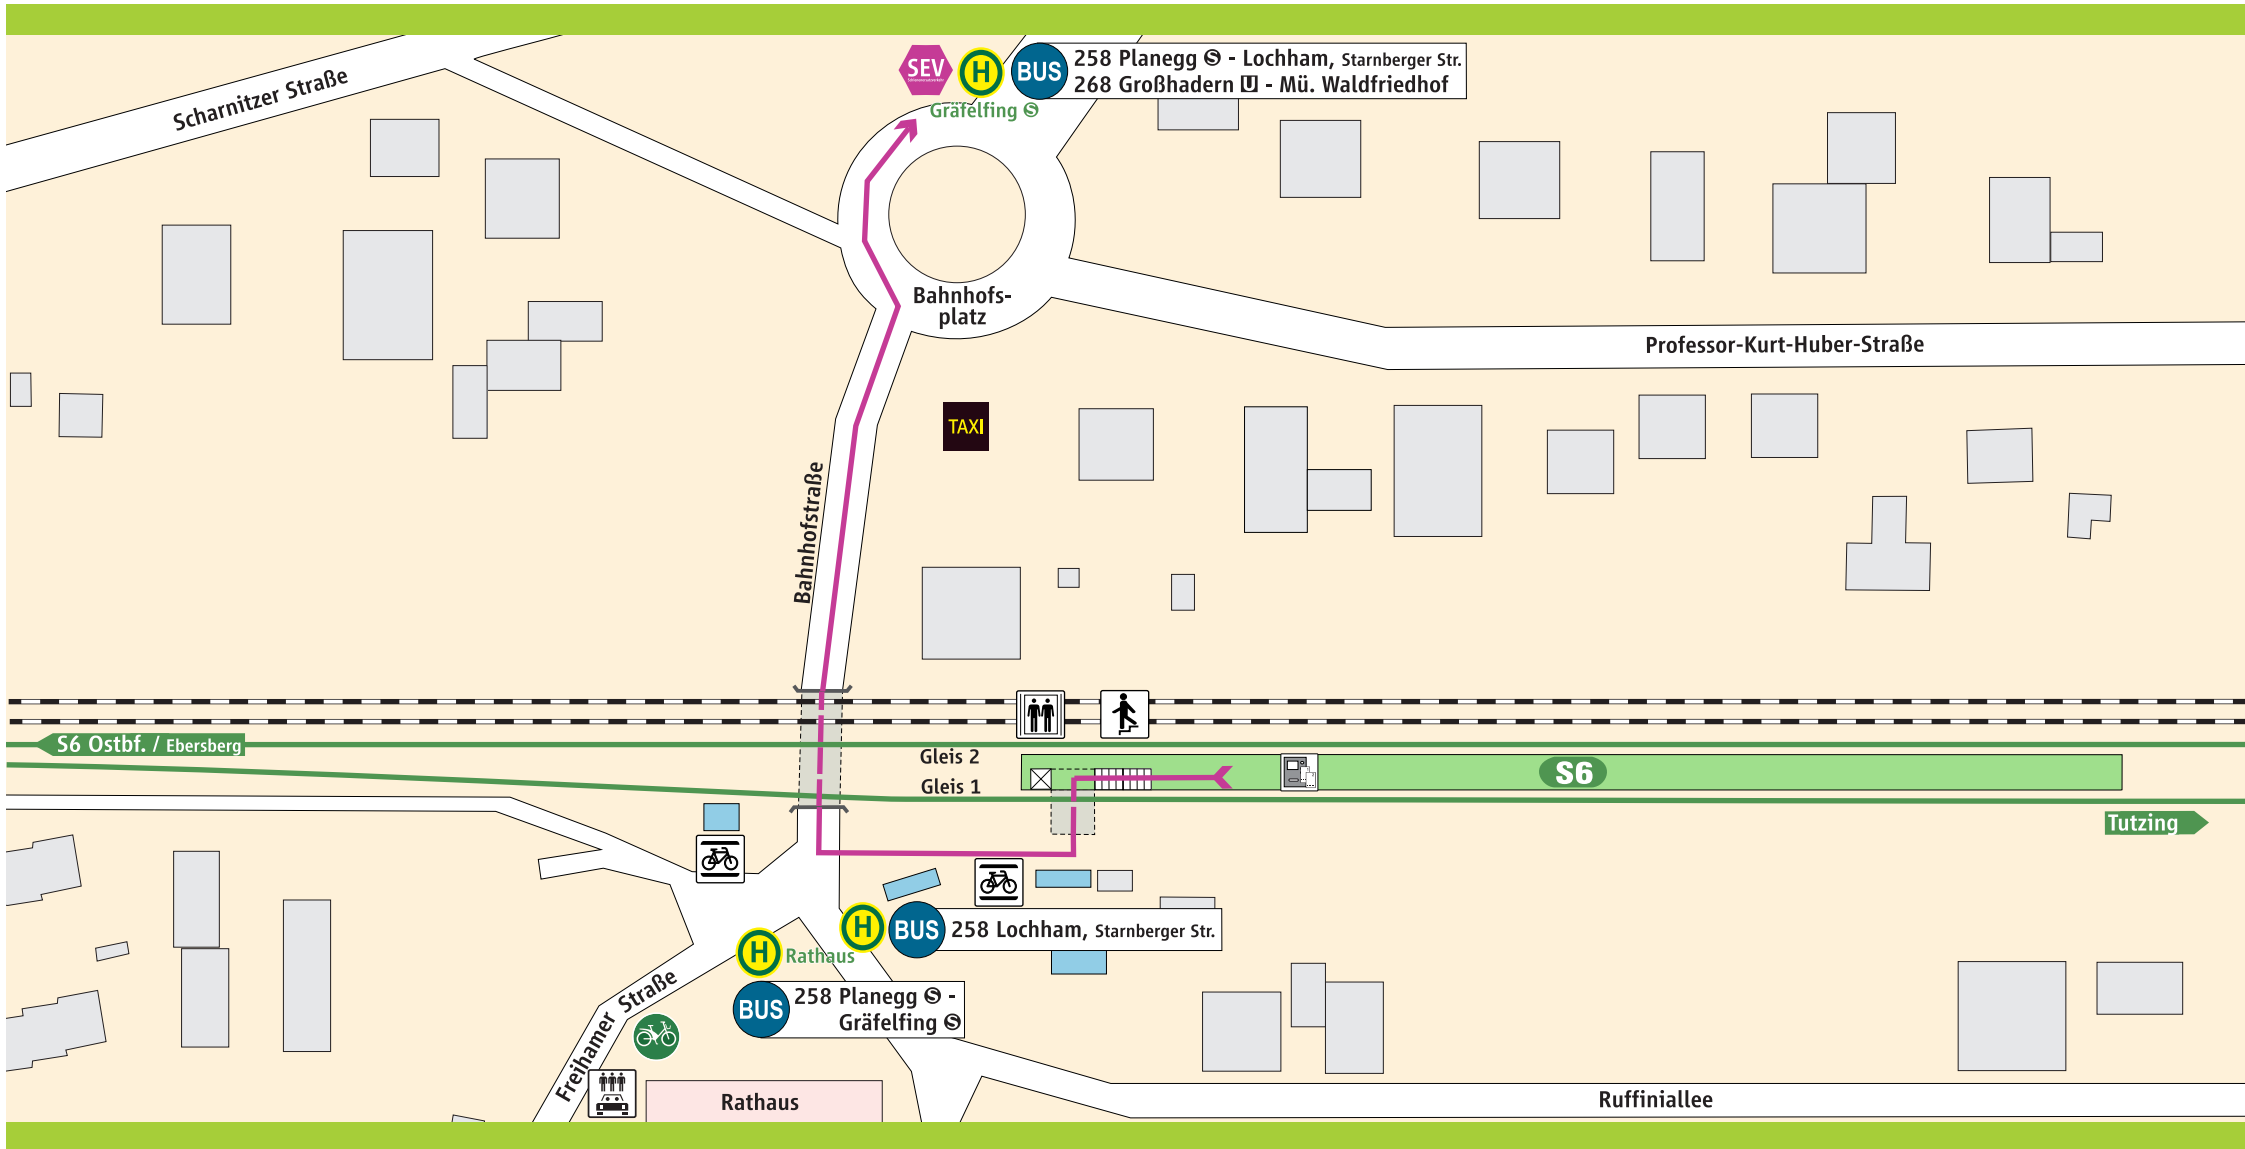 SEV
H
BUS
258 Planegg S - Lochham, Starnberger Str.
268 Großhadern U - Mü. Waldfriedhof
Gräfelfing S
Scharnitzer Straße
Bahnhofs-
platz
Professor-Kurt-Huber-Straße
TAXI
Bahnhofstraße
S6 Ostbf. / Ebersberg
Gleis 2
Gleis 1
S6
Tutzing
H
BUS
258 Lochham, Starnberger Str.
H
Rathaus
BUS
258 Planegg S -
Gräfelfing S
Freihamer Straße
Rathaus
Ruffiniallee